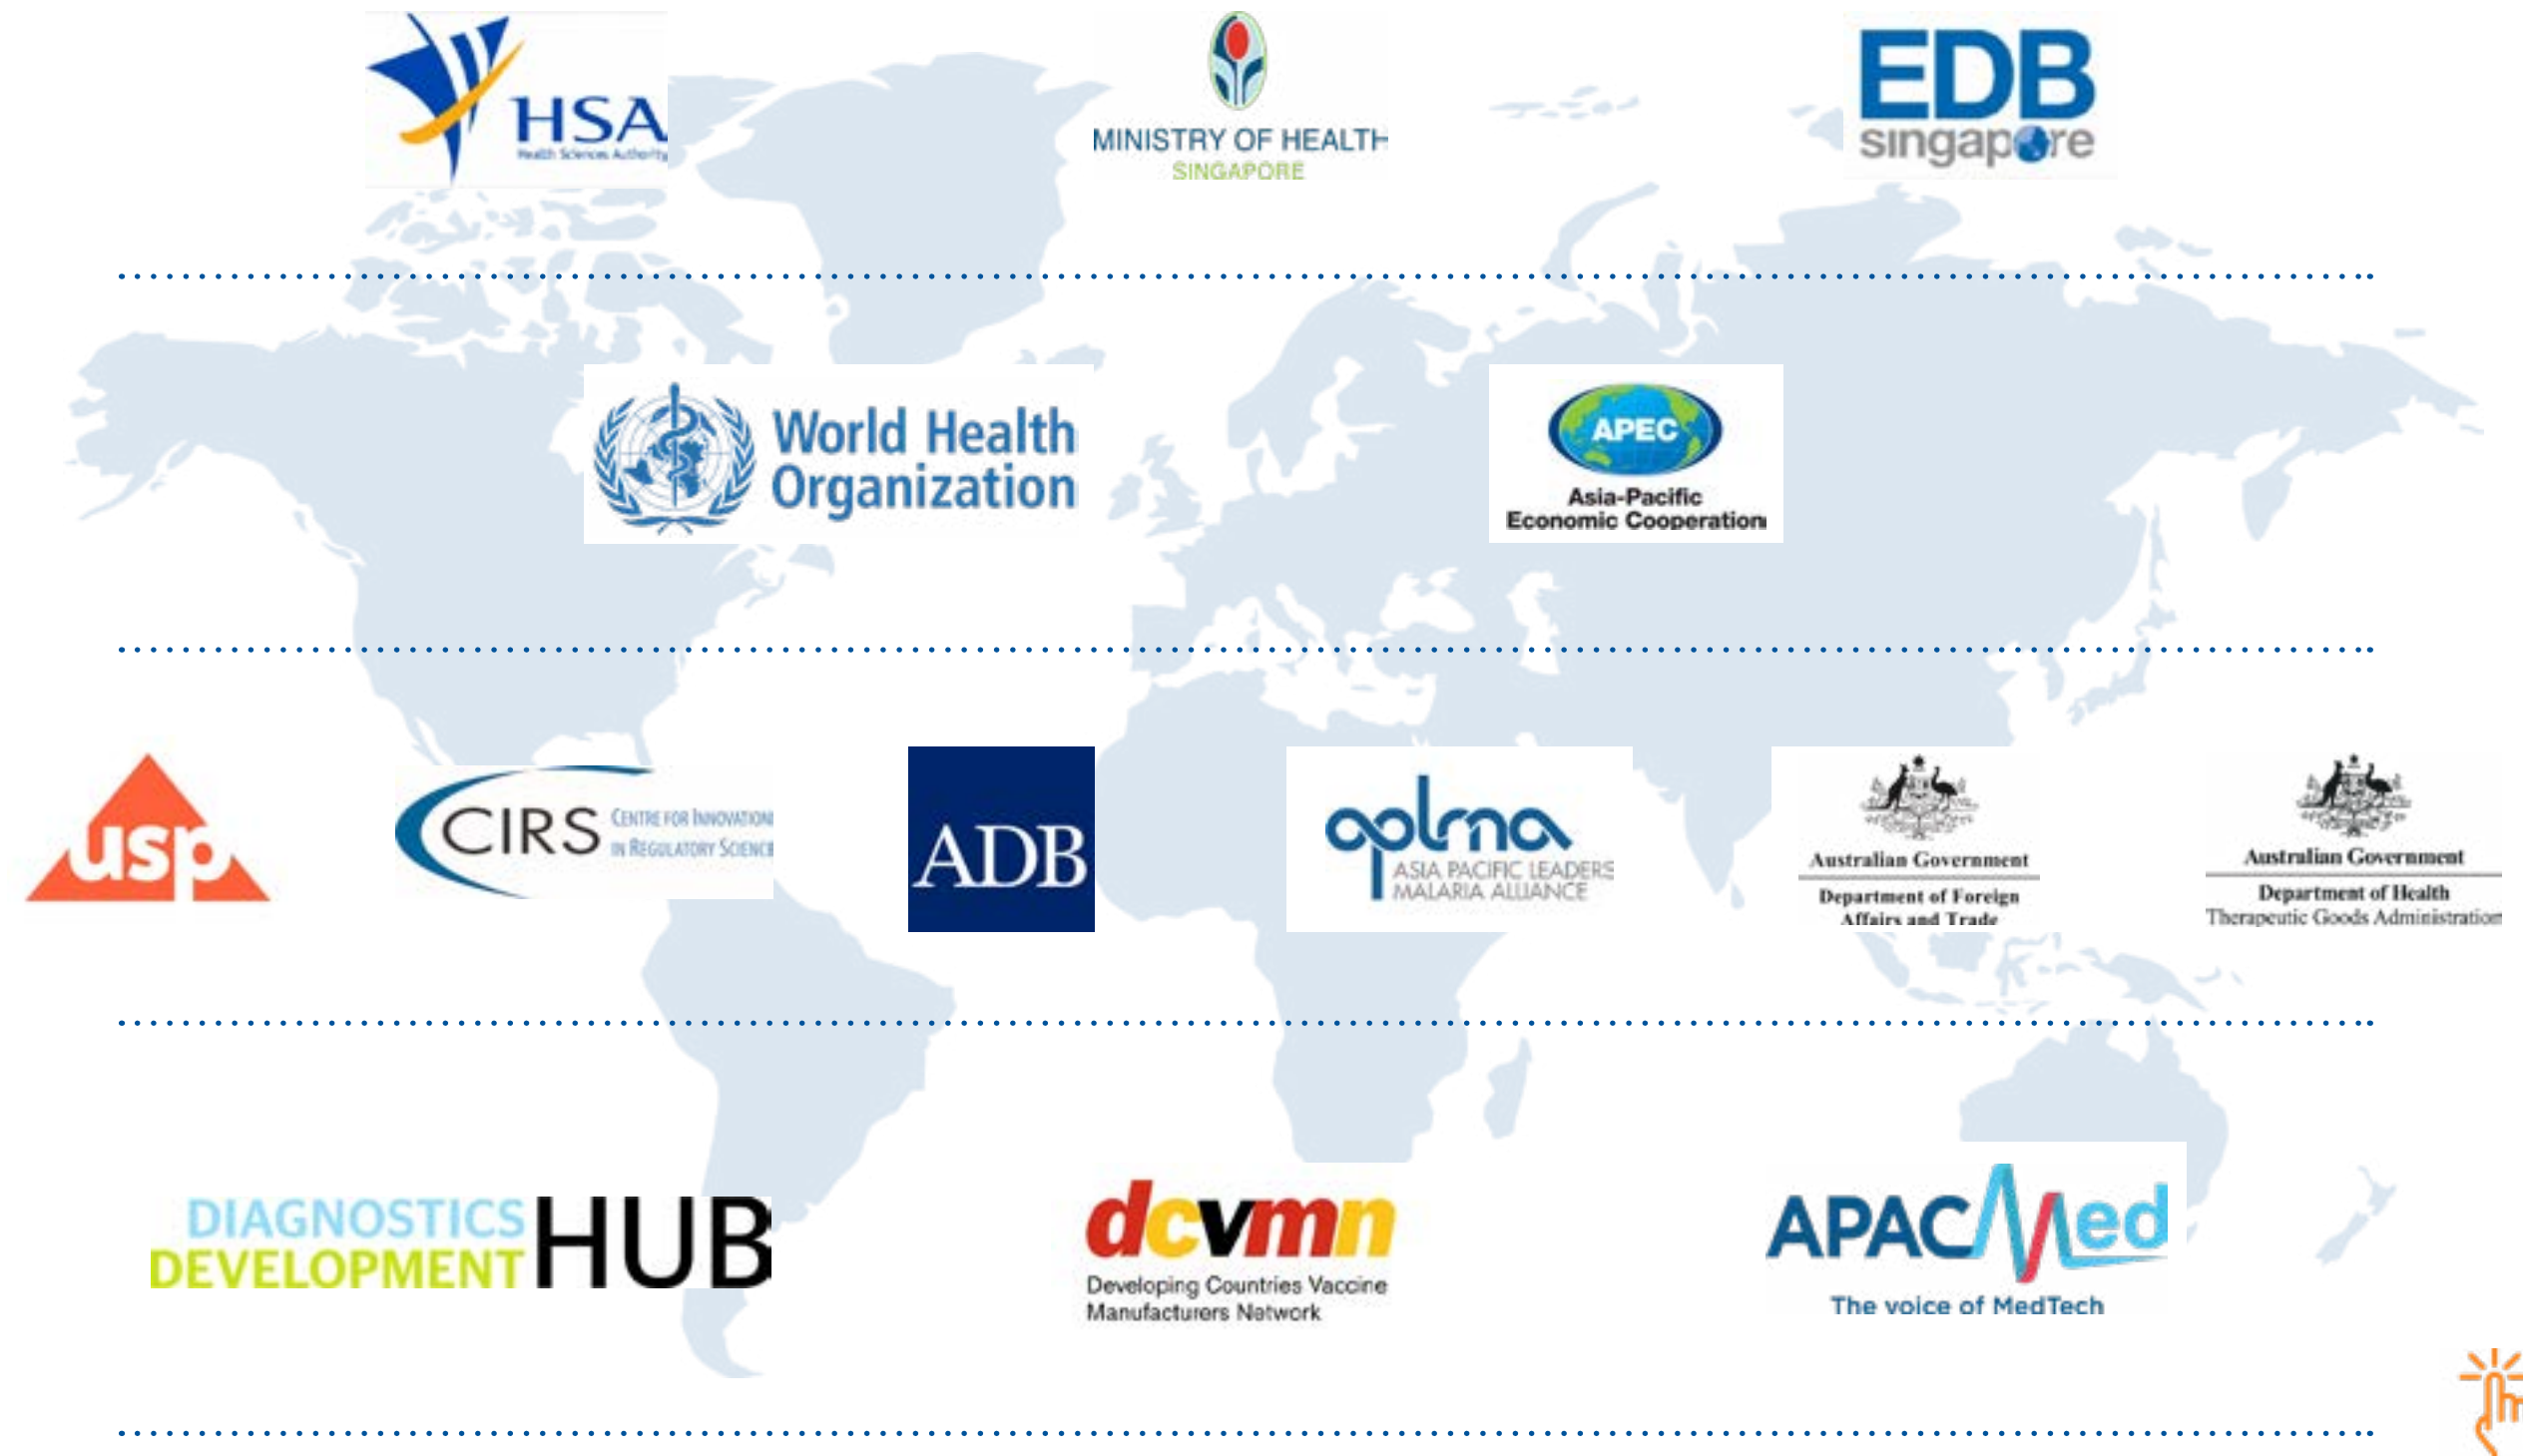 HSA
Health Sciences Authority
MINISTRY OF HEALTH
SINGAPORE
EDB
singapore
World Health
Organization
APEC
Asia-Pacific
Economic Cooperation
usp
CIRS
CENTRE FOR INNOVATION
IN REGULATORY SCIENCE
ADB
aplma
ASIA PACIFIC LEADERS
MALARIA ALLIANCE
Australian Government
Department of Foreign
Affairs and Trade
Australian Government
Department of Health
Therapeutic Goods Administration
DIAGNOSTICS
DEVELOPMENT
HUB
dcvmn
Developing Countries Vaccine
Manufacturers Network
APACMed
The voice of MedTech